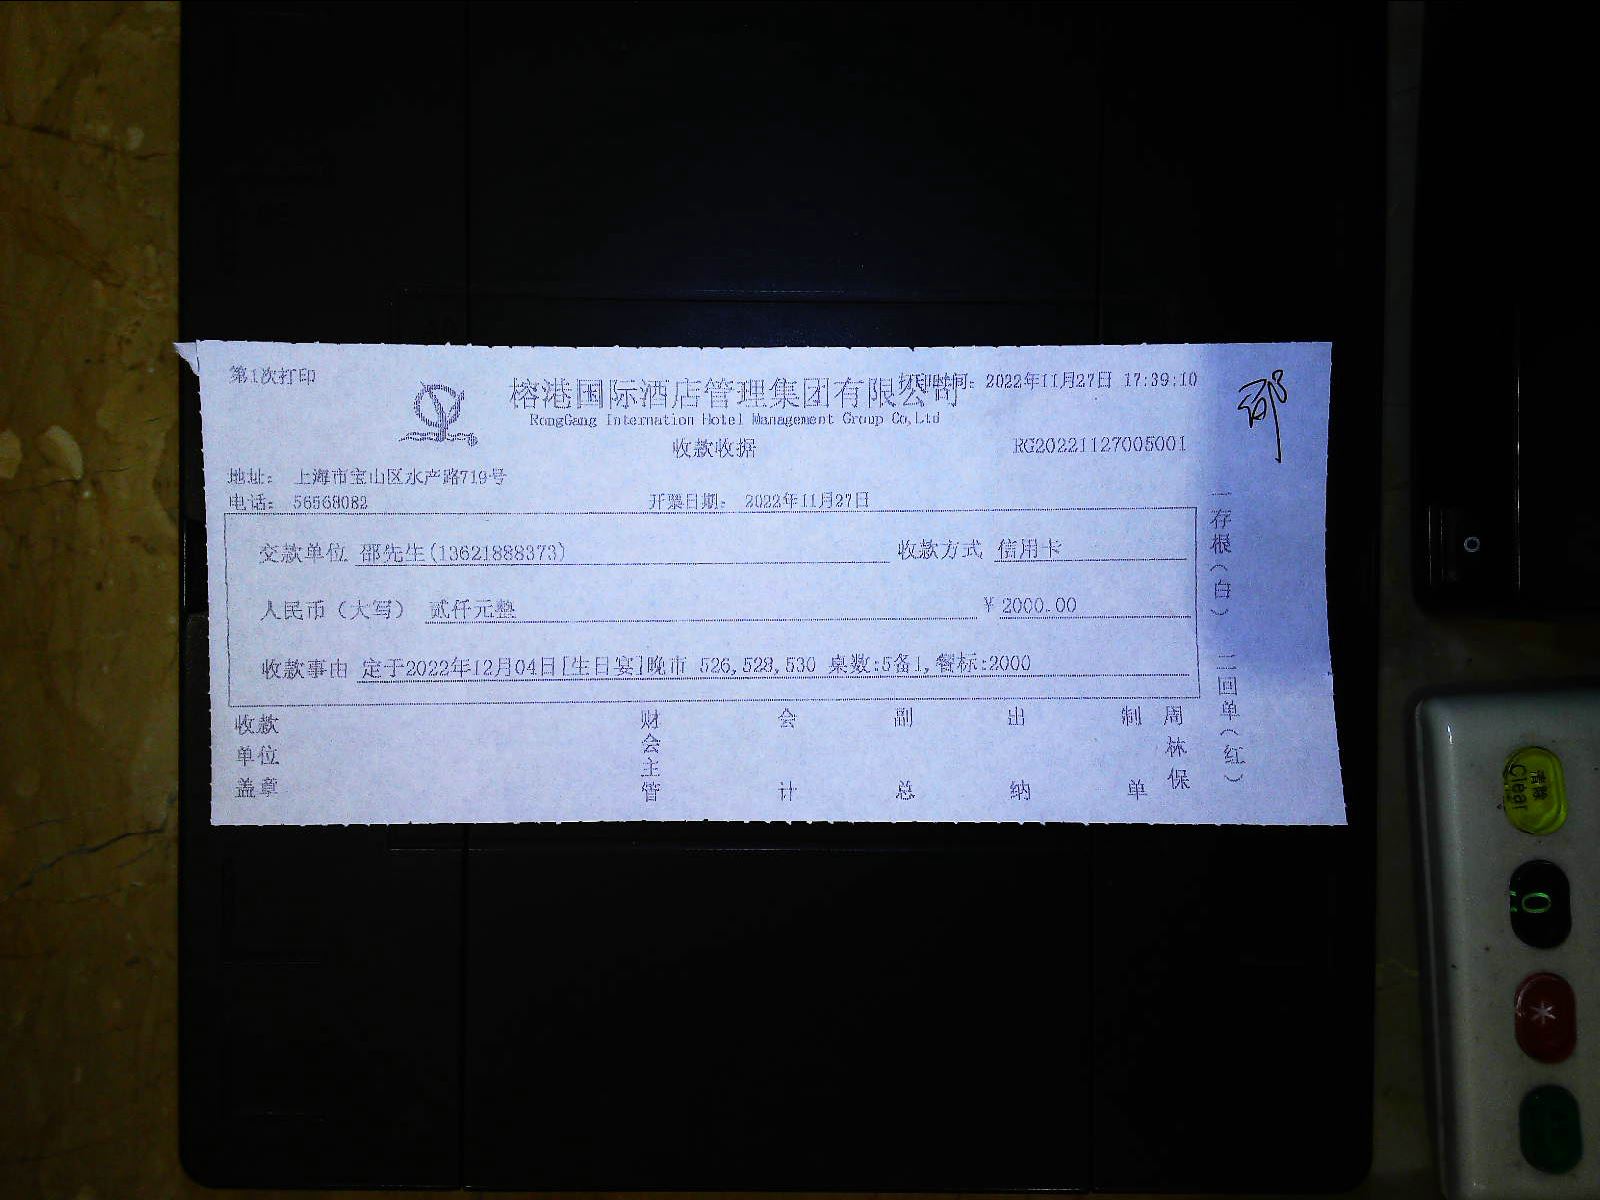 第1次打印
榕港国际酒店管理集团有限公司
打印时间: 2022年11月27日 17:39:10
RongGang Internation Hotel Management Group Co,Ltd
收款收据
RG20221127005001
邵
地址: 上海市宝山区水产路719号
电话: 56568082
开票日期: 2022年11月27日
交款单位 邵先生(13621888373)
收款方式 信用卡
人民币（大写） 贰仟元整
¥ 2000.00
收款事由 定于2022年12月04日[生日宴]晚市 526,528,530 桌数:5备1,餐标:2000
收款单位盖章
财会主管
会计
副总
出纳
制单
周林保
一存根（白） 二回单（红）
清除
Clear
0
*